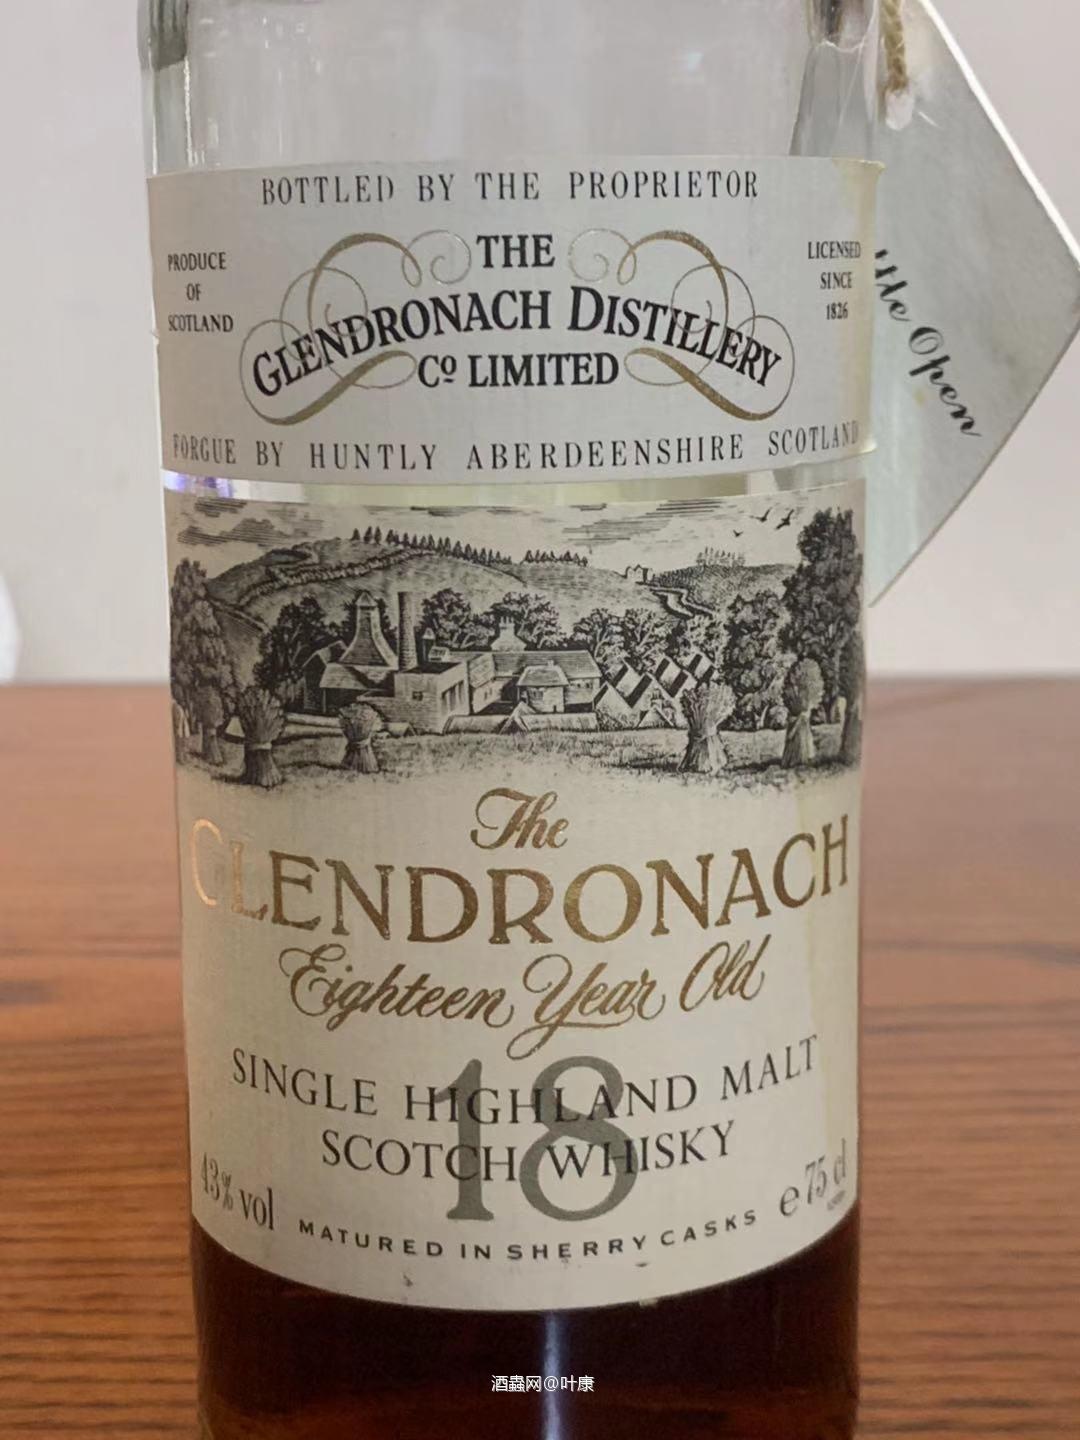 BOTTLED BY THE PROPRIETOR
PRODUCE
OF
SCOTLAND
THE
GLENDRONACH DISTILLERY
Co LIMITED
LICENSED
SINCE
1826
FORGUE BY HUNTLY ABERDEENSHIRE SCOTLAND
Open
The
GLENDRONACH
Eighteen Year Old
18
SINGLE HIGHLAND MALT
SCOTCH WHISKY
43% vol
MATURED IN SHERRY CASKS
e 75 cl
酒蟲网@叶康